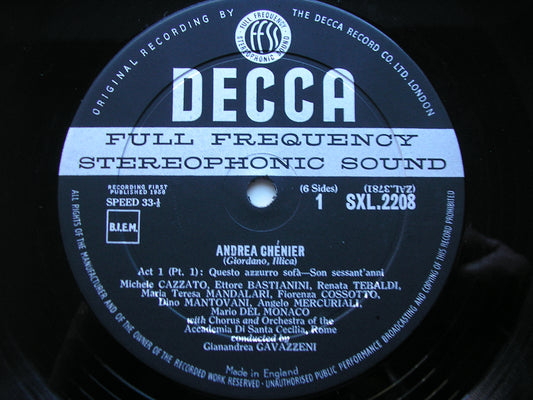 ORIGINAL RECORDING BY THE DECCA RECORD CO. LTD. LONDON
FULL FREQUENCY
ffss
STEREOPHONIC SOUND
DECCA
FULL FREQUENCY
STEREOPHONIC SOUND
RECORDING FIRST
PUBLISHED 1958
SPEED 33⅓
(6 Sides)
1
(ZAL.3781)
SXL.2208
B.I.E.M.
ANDREA CHÉNIER
(Giordano, Illica)
Act 1 (Pt. 1): Questo azzurro sofà—Son sessant'anni
Michele CAZZATO, Ettore BASTIANINI, Renata TEBALDI,
Maria Teresa MANDALARI, Fiorenza COSSOTTO,
Dino MANTOVANI, Angelo MERCURIALI,
Mario DEL MONACO
with Chorus and Orchestra of the
Accademia Di Santa Cecilia, Rome
conducted by
Gianandrea GAVAZZENI
Made in England
ALL RIGHTS OF THE MANUFACTURER AND OF THE OWNER OF THE RECORDED WORK RESERVED · UNAUTHORISED PUBLIC PERFORMANCE BROADCASTING AND COPYING OF THIS RECORD PROHIBITED